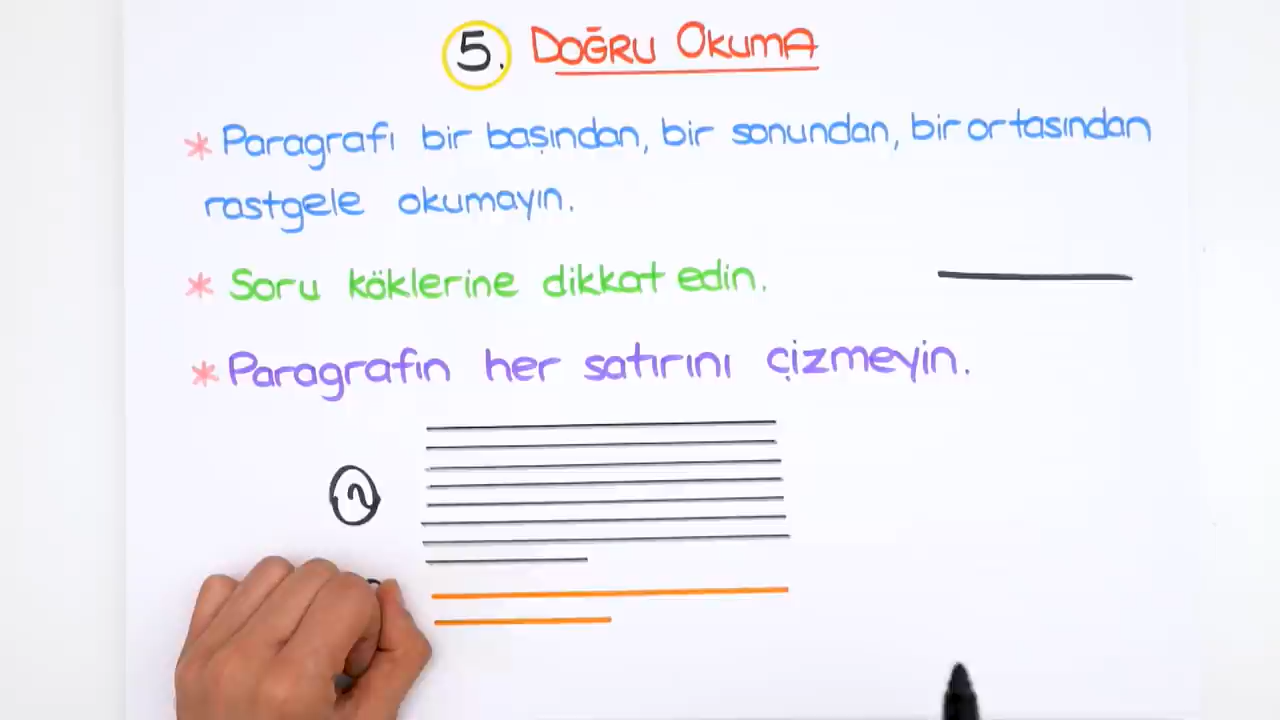 5. DOĞRU OKUMA
* Paragrafı bir başından, bir sonundan, bir ortasından
rastgele okumayın.
* Soru köklerine dikkat edin.
* Paragrafın her satırını çizmeyin.